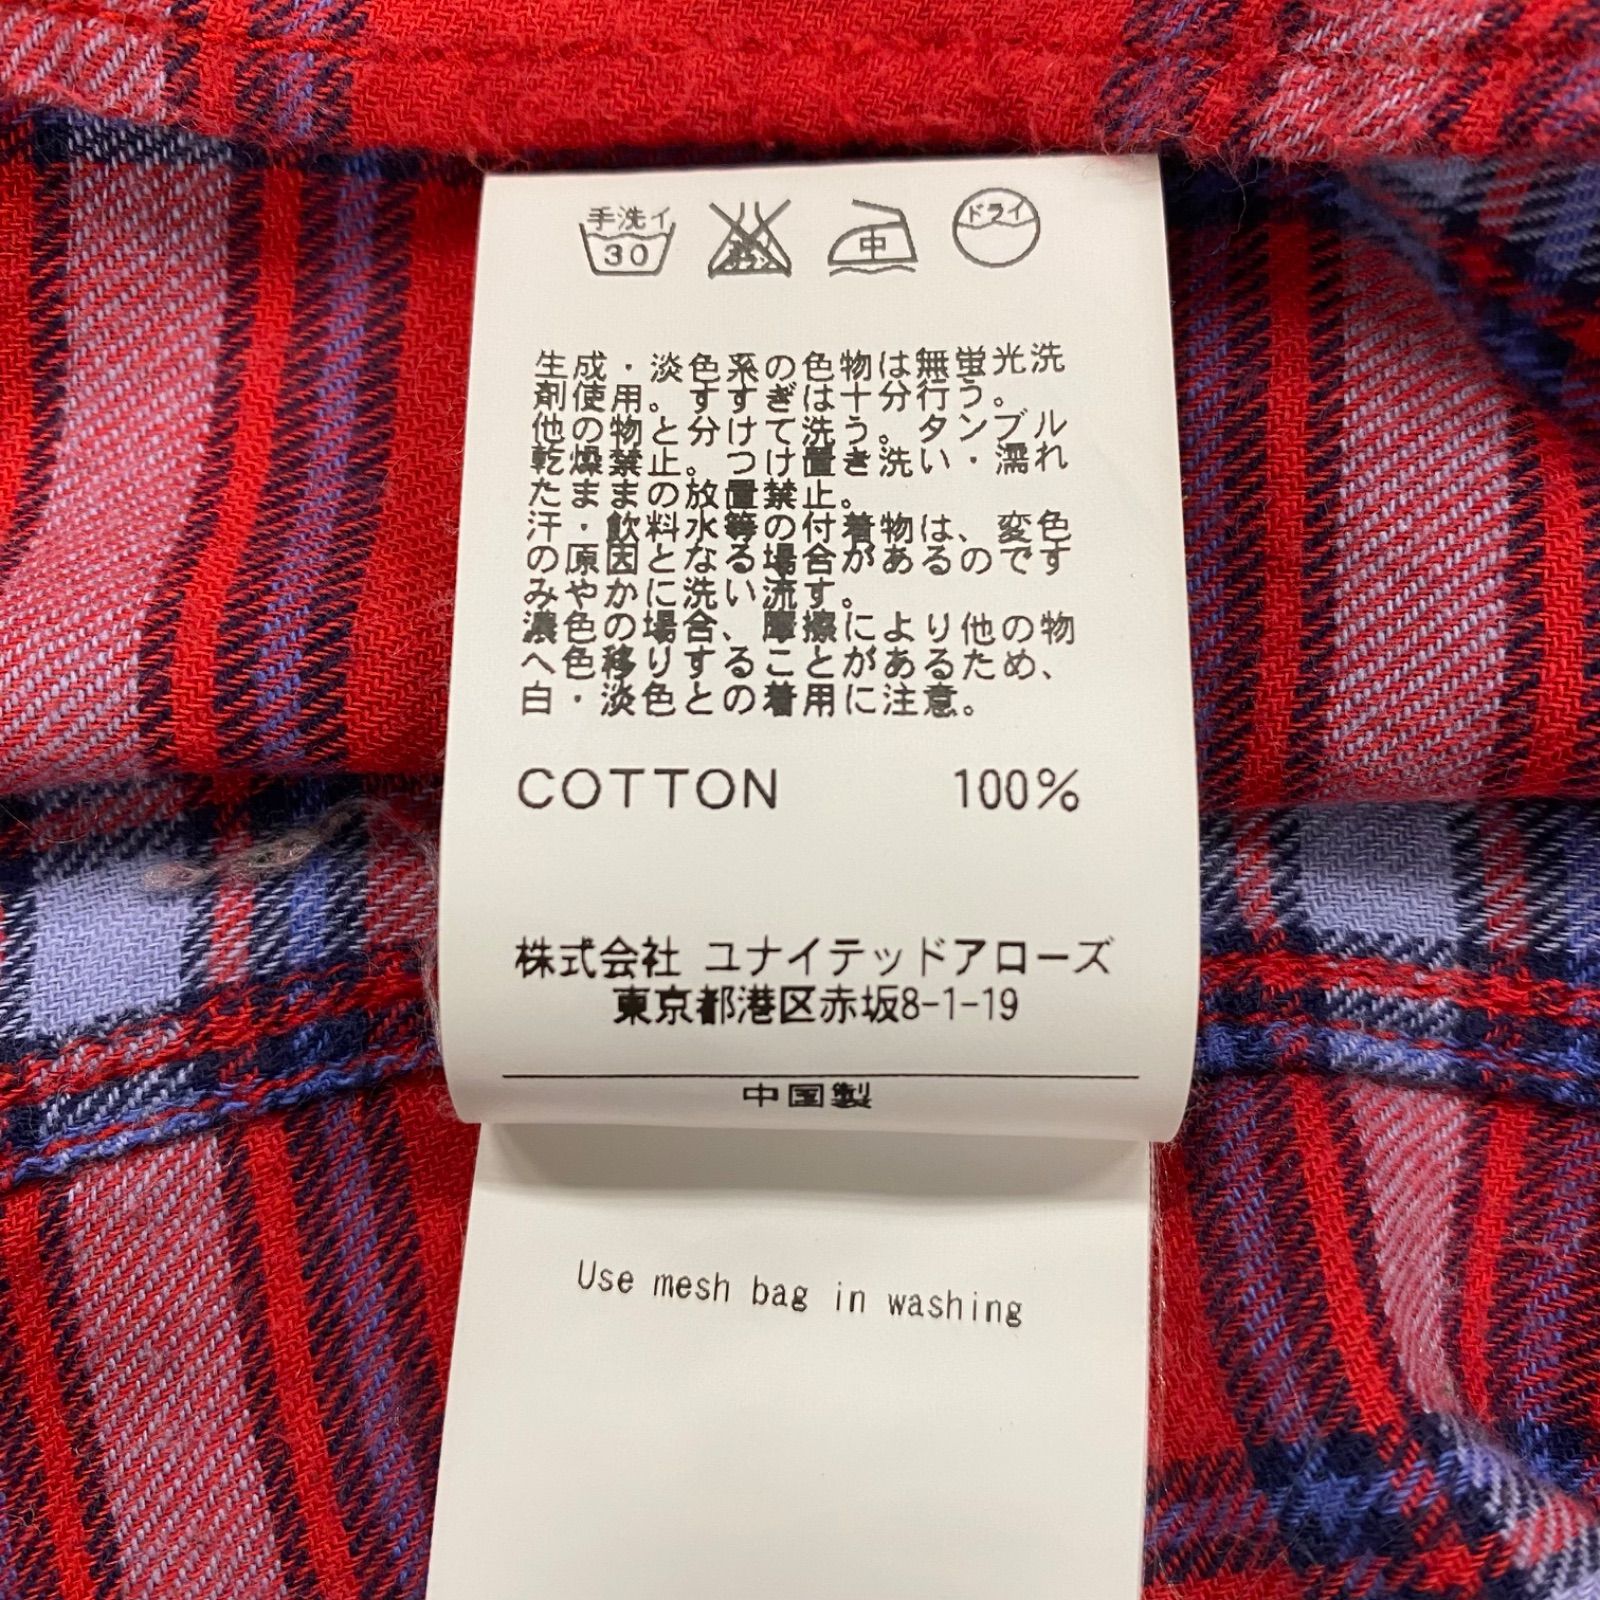 手洗イ
30
中
ドライ
生成・淡色系の色物は無蛍光洗
剤使用。すすぎは十分行う。
他の物と分けて洗う。タンブル
乾燥禁止。つけ置き洗い・濡れ
たままの放置禁止。
汗・飲料水等の付着物は、変色
の原因となる場合があるのです
みやかに洗い流す。
濃色の場合、摩擦により他の物
へ色移りすることがあるため、
白・淡色との着用に注意。
COTTON 100%
株式会社 ユナイテッドアローズ
東京都港区赤坂8-1-19
中国製
Use mesh bag in washing